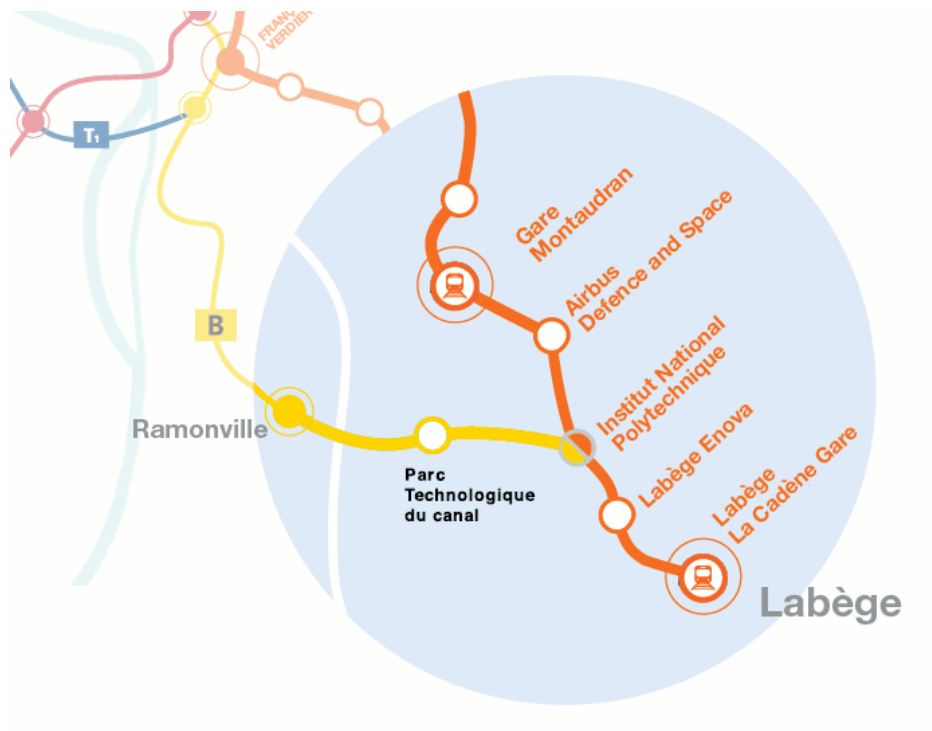 VERDIER
T1
Gare
Montaudran
Airbus
Defence and Space
B
Institut National
Polytechnique
Ramonville
Labège Enova
Parc
Technologique
du canal
Labège
La Cadène Gare
Labège